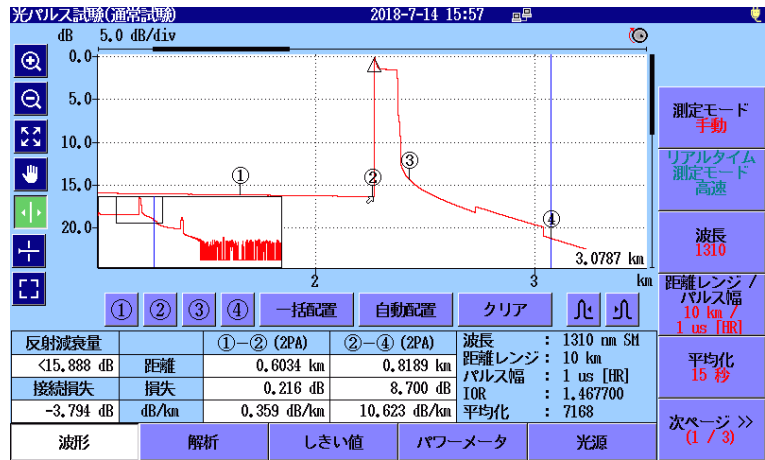 光パルス試験(通常試験) 2018-7-14 15:57
dB 5.0 dB/div
0.0
5.0
10.0
15.0
20.0
① ② ③ ④
3.0787 km
2 3 km
① ② ③ ④ 一括配置 自動配置 クリア
反射減衰量 ①-② (2PA) ②-④ (2PA)
<15.888 dB 距離 0.6034 km 0.8189 km
接続損失 損失 0.216 dB 8.700 dB
-3.794 dB dB/km 0.359 dB/km 10.623 dB/km
波長 : 1310 nm SM
距離レンジ : 10 km
パルス幅 : 1 us [HR]
IOR : 1.467700
平均化 : 7168
波形 解析 しきい値 パワーメータ 光源
測定モード
手動
リアルタイム
測定モード
高速
波長
1310
距離レンジ /
パルス幅
10 km /
1 us [HR]
平均化
15 秒
次ページ >>
(1 / 3)